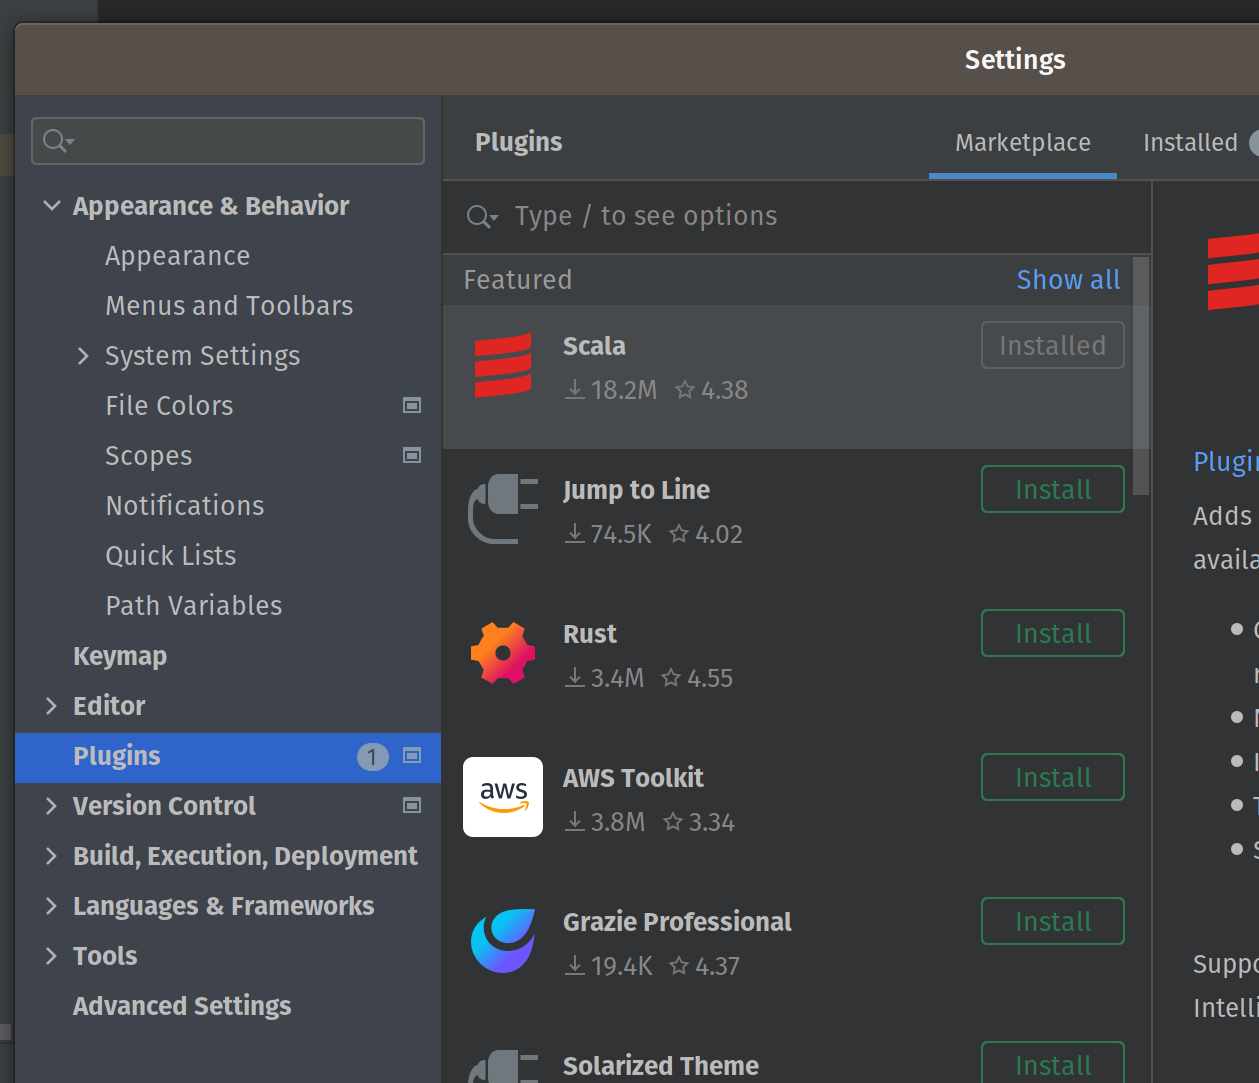 Settings
Plugins
Marketplace
Installed
Appearance & Behavior
Appearance
Menus and Toolbars
System Settings
File Colors
Scopes
Notifications
Quick Lists
Path Variables
Keymap
Editor
Plugins 1
Version Control
Build, Execution, Deployment
Languages & Frameworks
Tools
Advanced Settings
Type / to see options
Featured Show all
Scala Installed
18.2M 4.38
Jump to Line Install
74.5K 4.02
Rust Install
3.4M 4.55
aws
AWS Toolkit Install
3.8M 3.34
Grazie Professional Install
19.4K 4.37
Solarized Theme Install
Adds